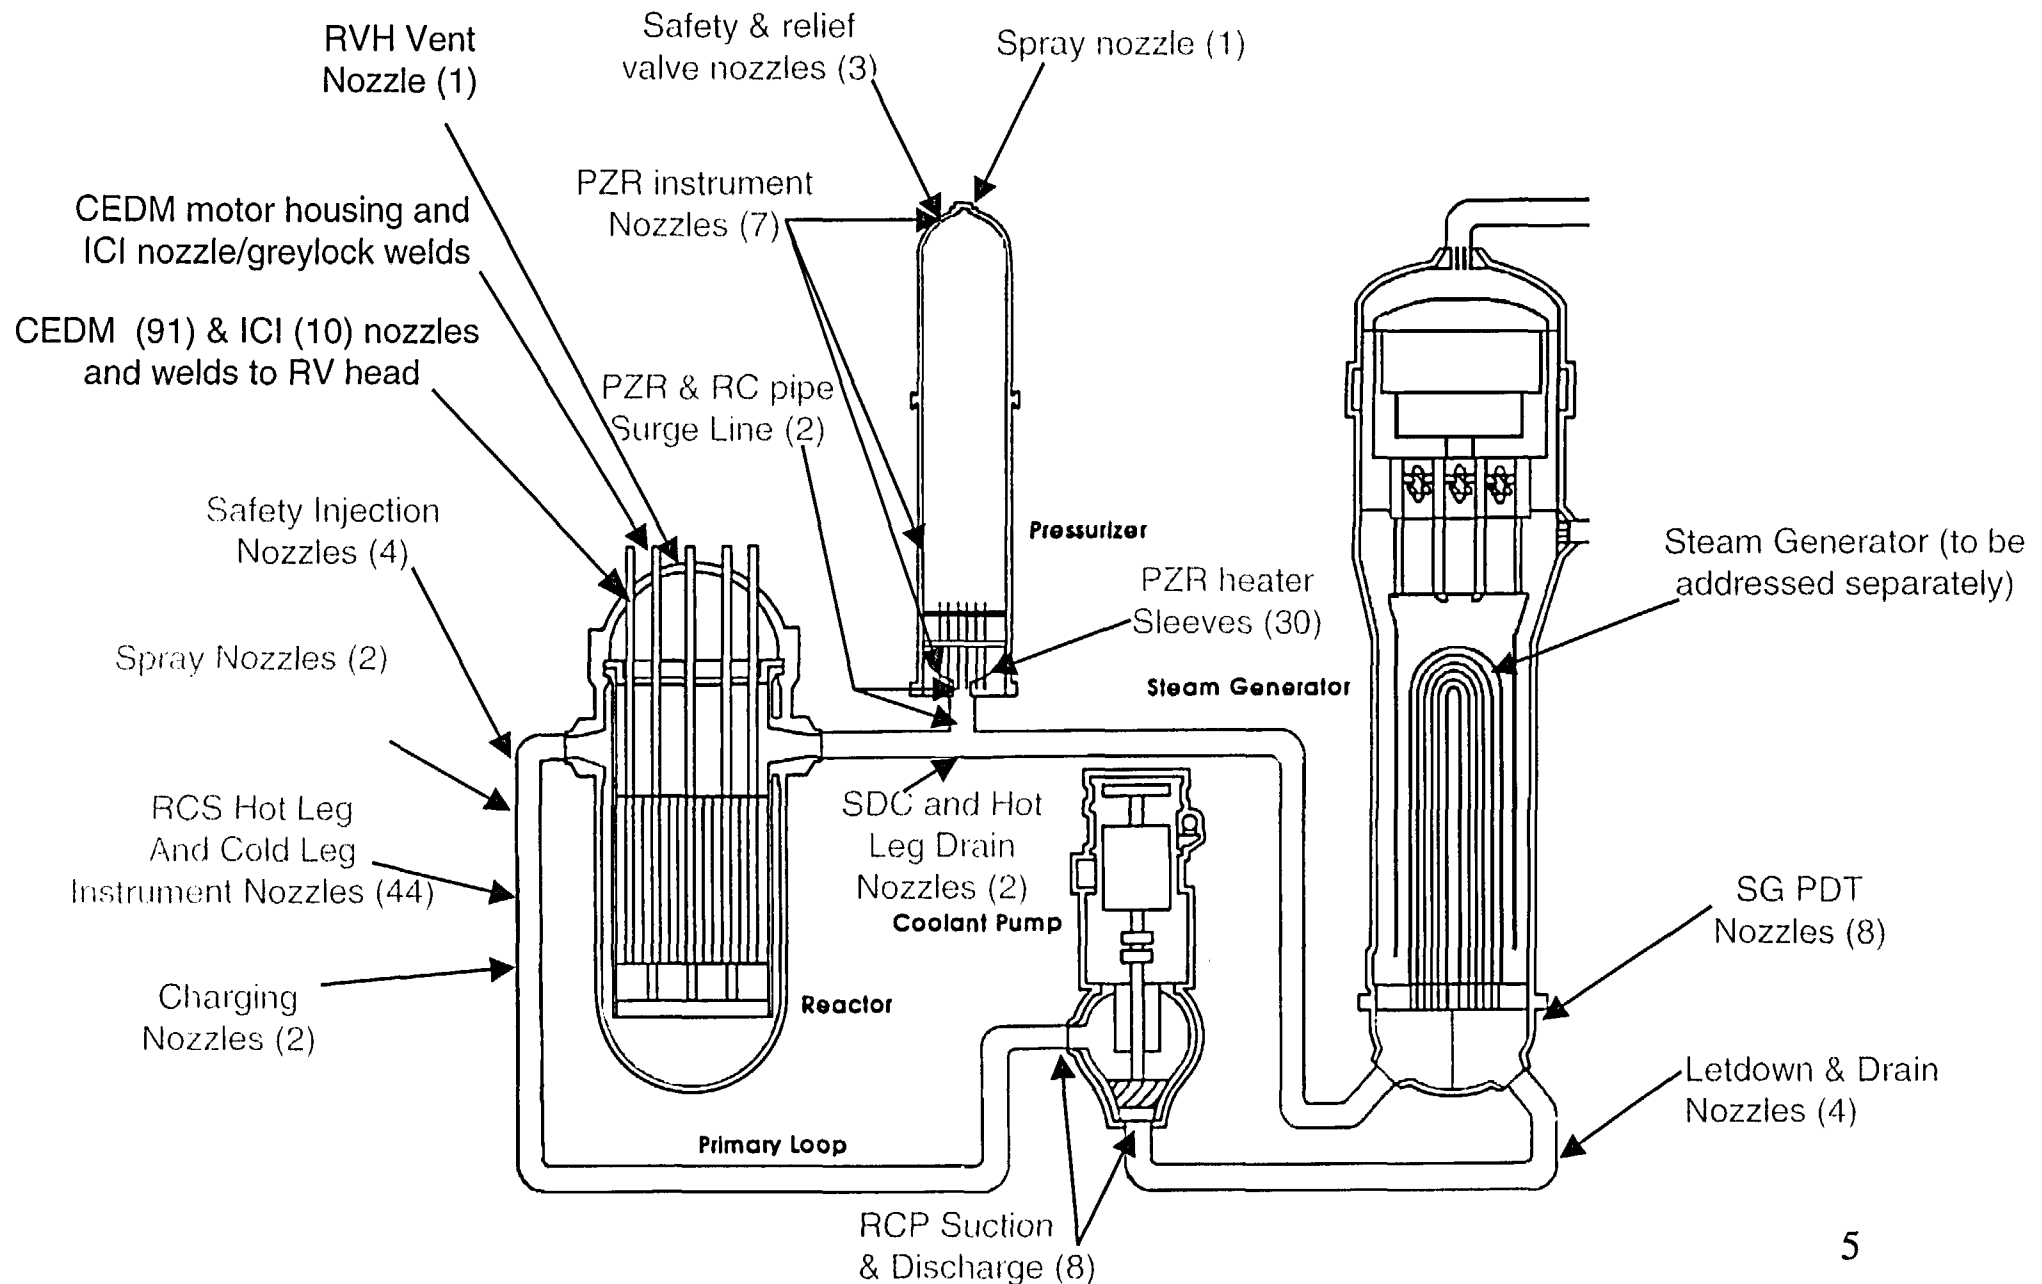 RVH Vent
Nozzle (1)
Safety & relief
valve nozzles (3)
Spray nozzle (1)
PZR instrument
Nozzles (7)
CEDM motor housing and
ICI nozzle/greylock welds
CEDM (91) & ICI (10) nozzles
and welds to RV head
PZR & RC pipe
Surge Line (2)
Safety Injection
Nozzles (4)
Pressurizer
Steam Generator (to be
addressed separately)
PZR heater
Sleeves (30)
Spray Nozzles (2)
Steam Generator
RCS Hot Leg
And Cold Leg
Instrument Nozzles (44)
SDC and Hot
Leg Drain
Nozzles (2)
Coolant Pump
SG PDT
Nozzles (8)
Charging
Nozzles (2)
Reactor
Letdown & Drain
Nozzles (4)
Primary Loop
RCP Suction
& Discharge (8)
5